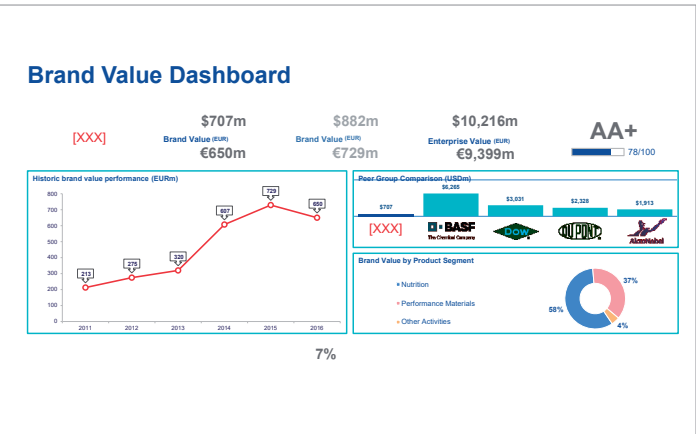 Brand Value Dashboard
$707m
$882m
$10,216m
AA+
[XXX]
Brand Value (EUR)
Brand Value (EUR)
Enterprise Value (EUR)
€650m
€729m
€9,399m
78/100
Historic brand value performance (EURm)
800
700
600
500
400
300
200
100
0
213
275
320
607
729
650
2011
2012
2013
2014
2015
2016
Peer Group Comparison (USDm)
$707
$6,265
$3,031
$2,328
$1,913
[XXX]
BASF
The Chemical Company
Dow
DUPONT
AkzoNobel
Brand Value by Product Segment
Nutrition
Performance Materials
Other Activities
37%
58%
4%
7%